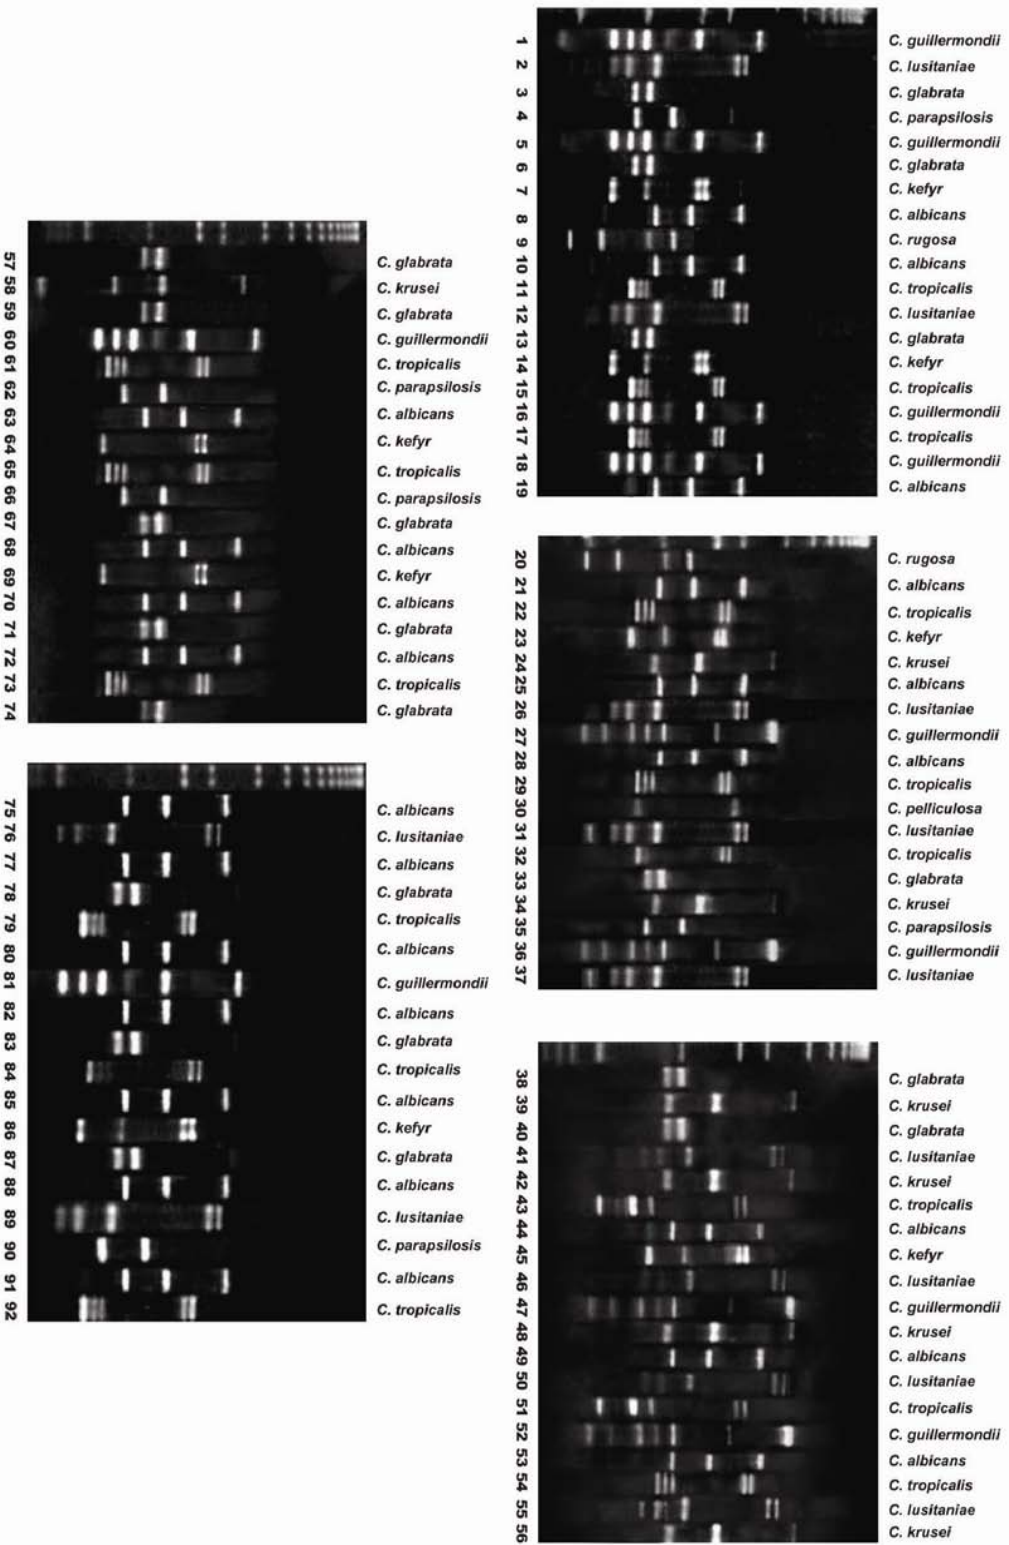 1 C. guillermondii
2 C. lusitaniae
3 C. glabrata
4 C. parapsilosis
5 C. guillermondii
6 C. glabrata
7 C. kefyr
8 C. albicans
9 C. rugosa
10 C. albicans
11 C. tropicalis
12 C. lusitaniae
13 C. glabrata
14 C. kefyr
15 C. tropicalis
16 C. guillermondii
17 C. tropicalis
18 C. guillermondii
19 C. albicans
20 C. rugosa
21 C. albicans
22 C. tropicalis
23 C. kefyr
24 C. krusei
25 C. albicans
26 C. lusitaniae
27 C. guillermondii
28 C. albicans
29 C. tropicalis
30 C. pelliculosa
31 C. lusitaniae
32 C. tropicalis
33 C. glabrata
34 C. krusei
35 C. parapsilosis
36 C. guillermondii
37 C. lusitaniae
38 C. glabrata
39 C. krusei
40 C. glabrata
41 C. lusitaniae
42 C. krusei
43 C. tropicalis
44 C. albicans
45 C. kefyr
46 C. lusitaniae
47 C. guillermondii
48 C. krusei
49 C. albicans
50 C. lusitaniae
51 C. tropicalis
52 C. guillermondii
53 C. albicans
54 C. tropicalis
55 C. lusitaniae
56 C. krusei
57 C. glabrata
58 C. krusei
59 C. glabrata
60 C. guillermondii
61 C. tropicalis
62 C. parapsilosis
63 C. albicans
64 C. kefyr
65 C. tropicalis
66 C. parapsilosis
67 C. glabrata
68 C. albicans
69 C. kefyr
70 C. albicans
71 C. glabrata
72 C. albicans
73 C. tropicalis
74 C. glabrata
75 C. albicans
76 C. lusitaniae
77 C. albicans
78 C. glabrata
79 C. tropicalis
80 C. albicans
81 C. guillermondii
82 C. albicans
83 C. glabrata
84 C. tropicalis
85 C. albicans
86 C. kefyr
87 C. glabrata
88 C. albicans
89 C. lusitaniae
90 C. parapsilosis
91 C. albicans
92 C. tropicalis